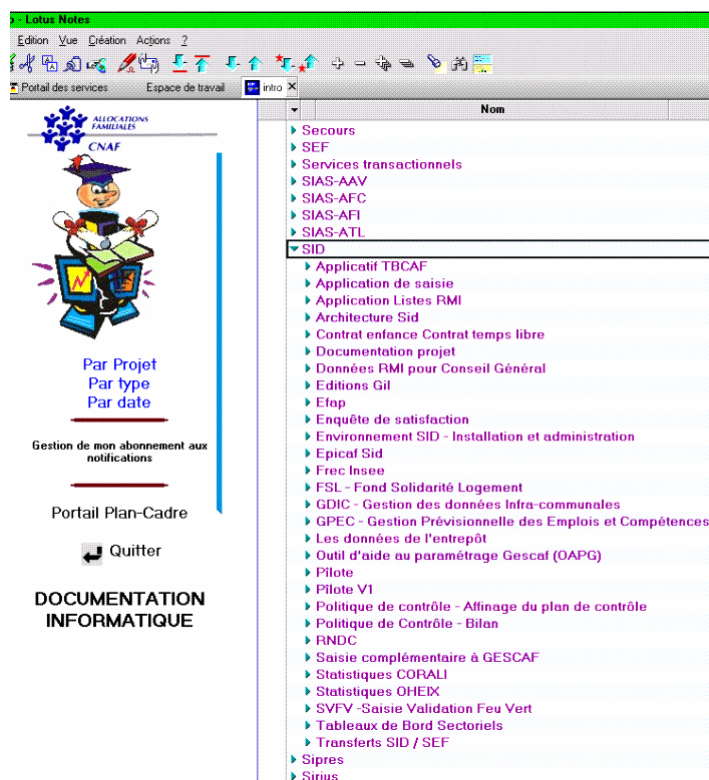 - Lotus Notes
Edition Vue Création Actions ?
Portail des services Espace de travail intro
ALLOCATIONS
FAMILIALES
CNAF
Par Projet
Par type
Par date
Gestion de mon abonnement aux
notifications
Portail Plan-Cadre
Quitter
DOCUMENTATION
INFORMATIQUE
Nom
Secours
SEF
Services transactionnels
SIAS-AAV
SIAS-AFC
SIAS-AFI
SIAS-ATL
SID
Applicatif TBCAF
Application de saisie
Application Listes RMI
Architecture Sid
Contrat enfance Contrat temps libre
Documentation projet
Données RMI pour Conseil Général
Editions Gil
Efap
Enquête de satisfaction
Environnement SID - Installation et administration
Epicaf Sid
Frec Insee
FSL - Fond Solidarité Logement
GDIC - Gestion des données Infra-communales
GPEC - Gestion Prévisionnelle des Emplois et Compétences
Les données de l'entrepôt
Outil d'aide au paramétrage Gescaf (OAPG)
Pilote
Pilote V1
Politique de contrôle - Affinage du plan de contrôle
Politique de Contrôle - Bilan
RNDC
Saisie complémentaire à GESCAF
Statistiques CORALI
Statistiques OHEIX
SVFV -Saisie Validation Feu Vert
Tableaux de Bord Sectoriels
Transferts SID / SEF
Sipres
Sirius